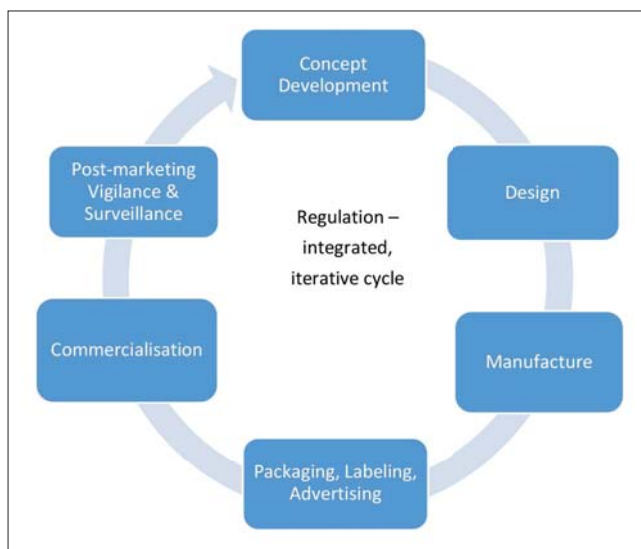 Concept
Development
Design
Manufacture
Packaging, Labeling,
Advertising
Commercialisation
Post-marketing
Vigilance &
Surveillance
Regulation –
integrated,
iterative cycle